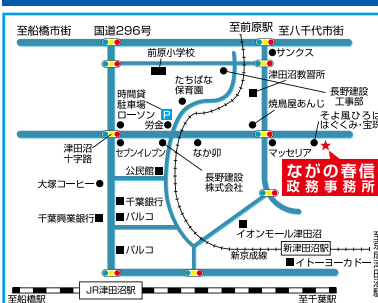 至船橋市街
国道296号
至前原駅
至八千代市街
サンクス
前原小学校
津田沼教習所
たちばな
保育園
長野建設
工事部
時間貸
駐車場
P
焼鳥屋あんじ
ローソン
労金
そよ風ひろば
はぐくみ・宝珠
津田沼
十字路
セブンイレブン
なか卯
マッセリア
ながの春信
政務事務所
公民館
長野建設
株式会社
大塚コーヒー
千葉銀行
パルコ
千葉興業銀行
イオンモール津田沼
パルコ
新京成線
新津田沼駅
イトーヨーカドー
JR津田沼駅
至船橋駅
至千葉駅